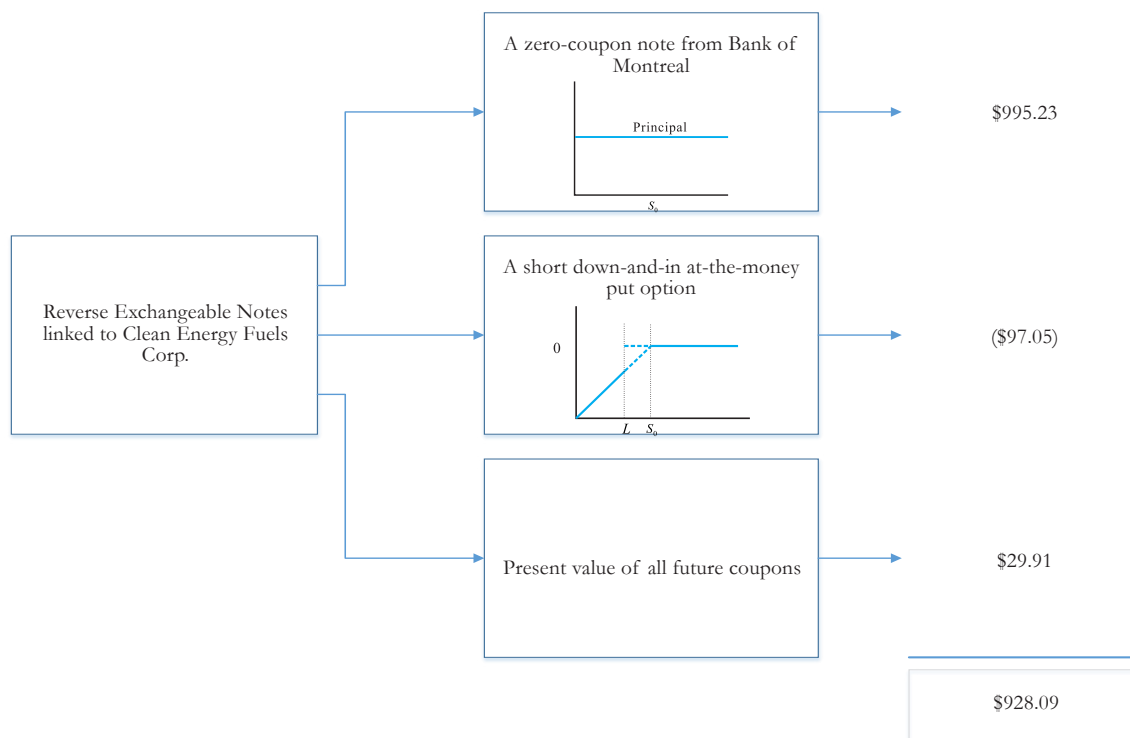 A zero-coupon note from Bank of
Montreal
Principal
S₀
$995.23
Reverse Exchangeable Notes
linked to Clean Energy Fuels
Corp.
A short down-and-in at-the-money
put option
0
L S₀
($97.05)
Present value of all future coupons
$29.91
$928.09